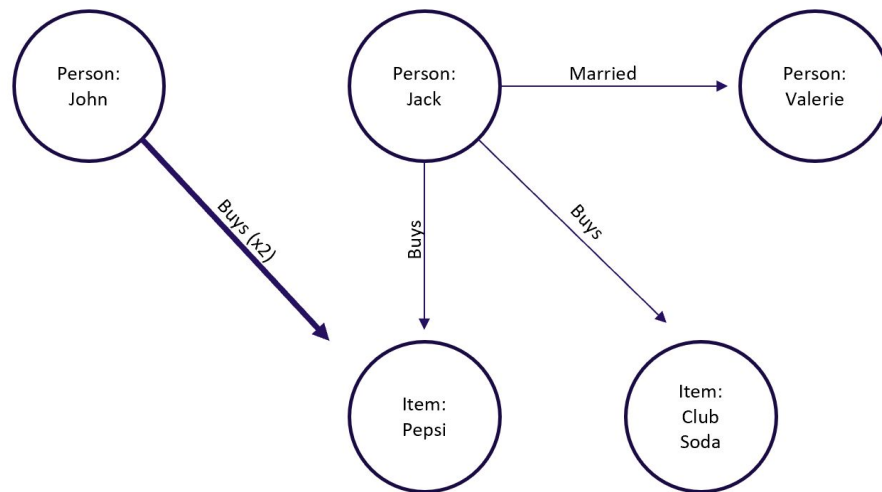 Person:
John
Person:
Jack
Married
Person:
Valerie
Buys (x2)
Buys
Buys
Item:
Pepsi
Item:
Club
Soda